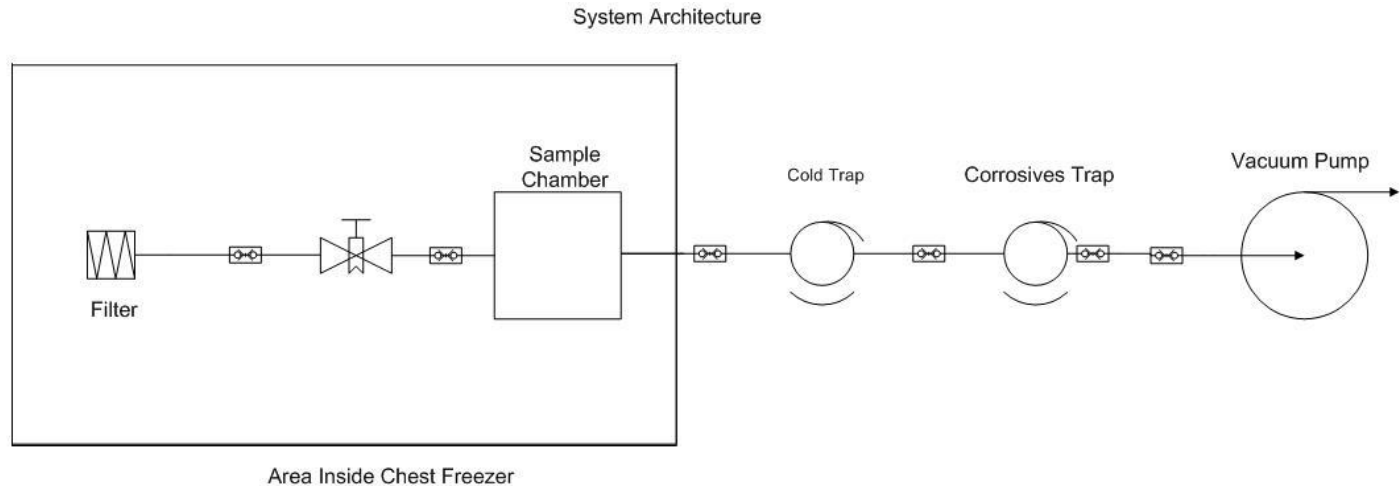 System Architecture
Sample
Chamber
Cold Trap
Corrosives Trap
Vacuum Pump
Filter
Area Inside Chest Freezer